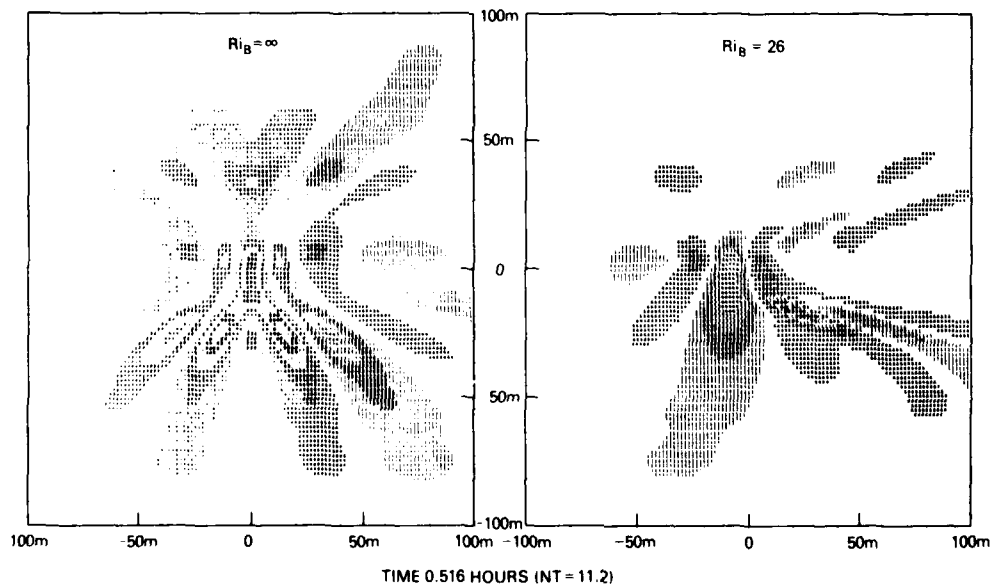 100m
Ri_B = ∞
Ri_B = 26
50m
0
50m
-100m
100m -50m 0 50m 100m -100m -50m 0 50m 100m
TIME 0.516 HOURS (NT = 11.2)